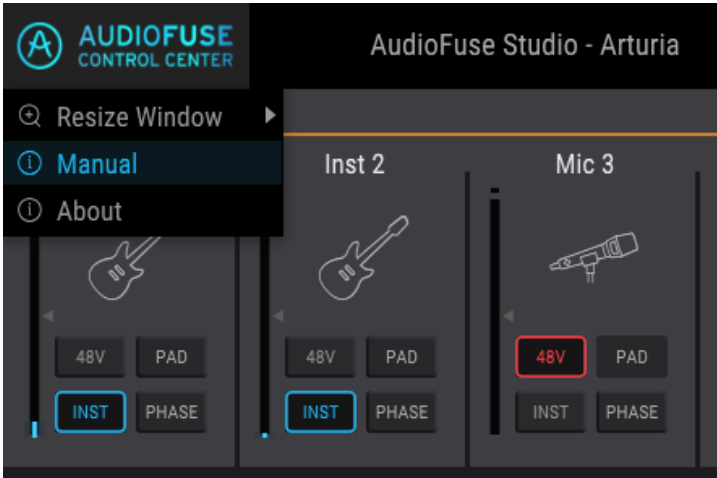 AUDIOFUSE
CONTROL CENTER
AudioFuse Studio - Arturia
Resize Window
Manual
About
Inst 2
Mic 3
48V PAD
INST PHASE
48V PAD
INST PHASE
48V PAD
INST PHASE